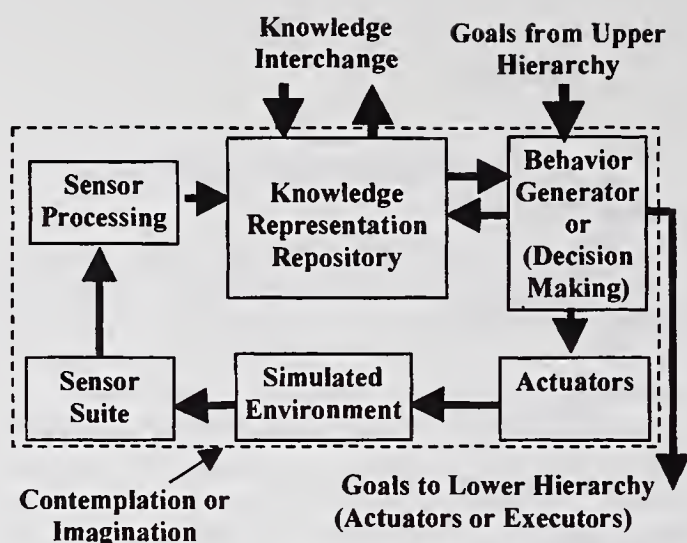 Knowledge
Interchange
Goals from Upper
Hierarchy
Sensor
Processing
Knowledge
Representation
Repository
Behavior
Generator
or
(Decision
Making)
Sensor
Suite
Simulated
Environment
Actuators
Contemplation or
Imagination
Goals to Lower Hierarchy
(Actuators or Executors)